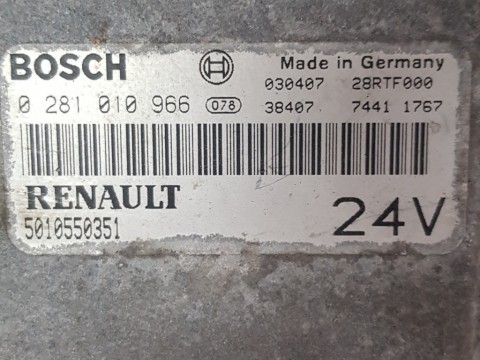 BOSCH
Made in Germany
030407 28RTF000
0 281 010 966 078 38407 7441 1767
RENAULT
5010550351
24V